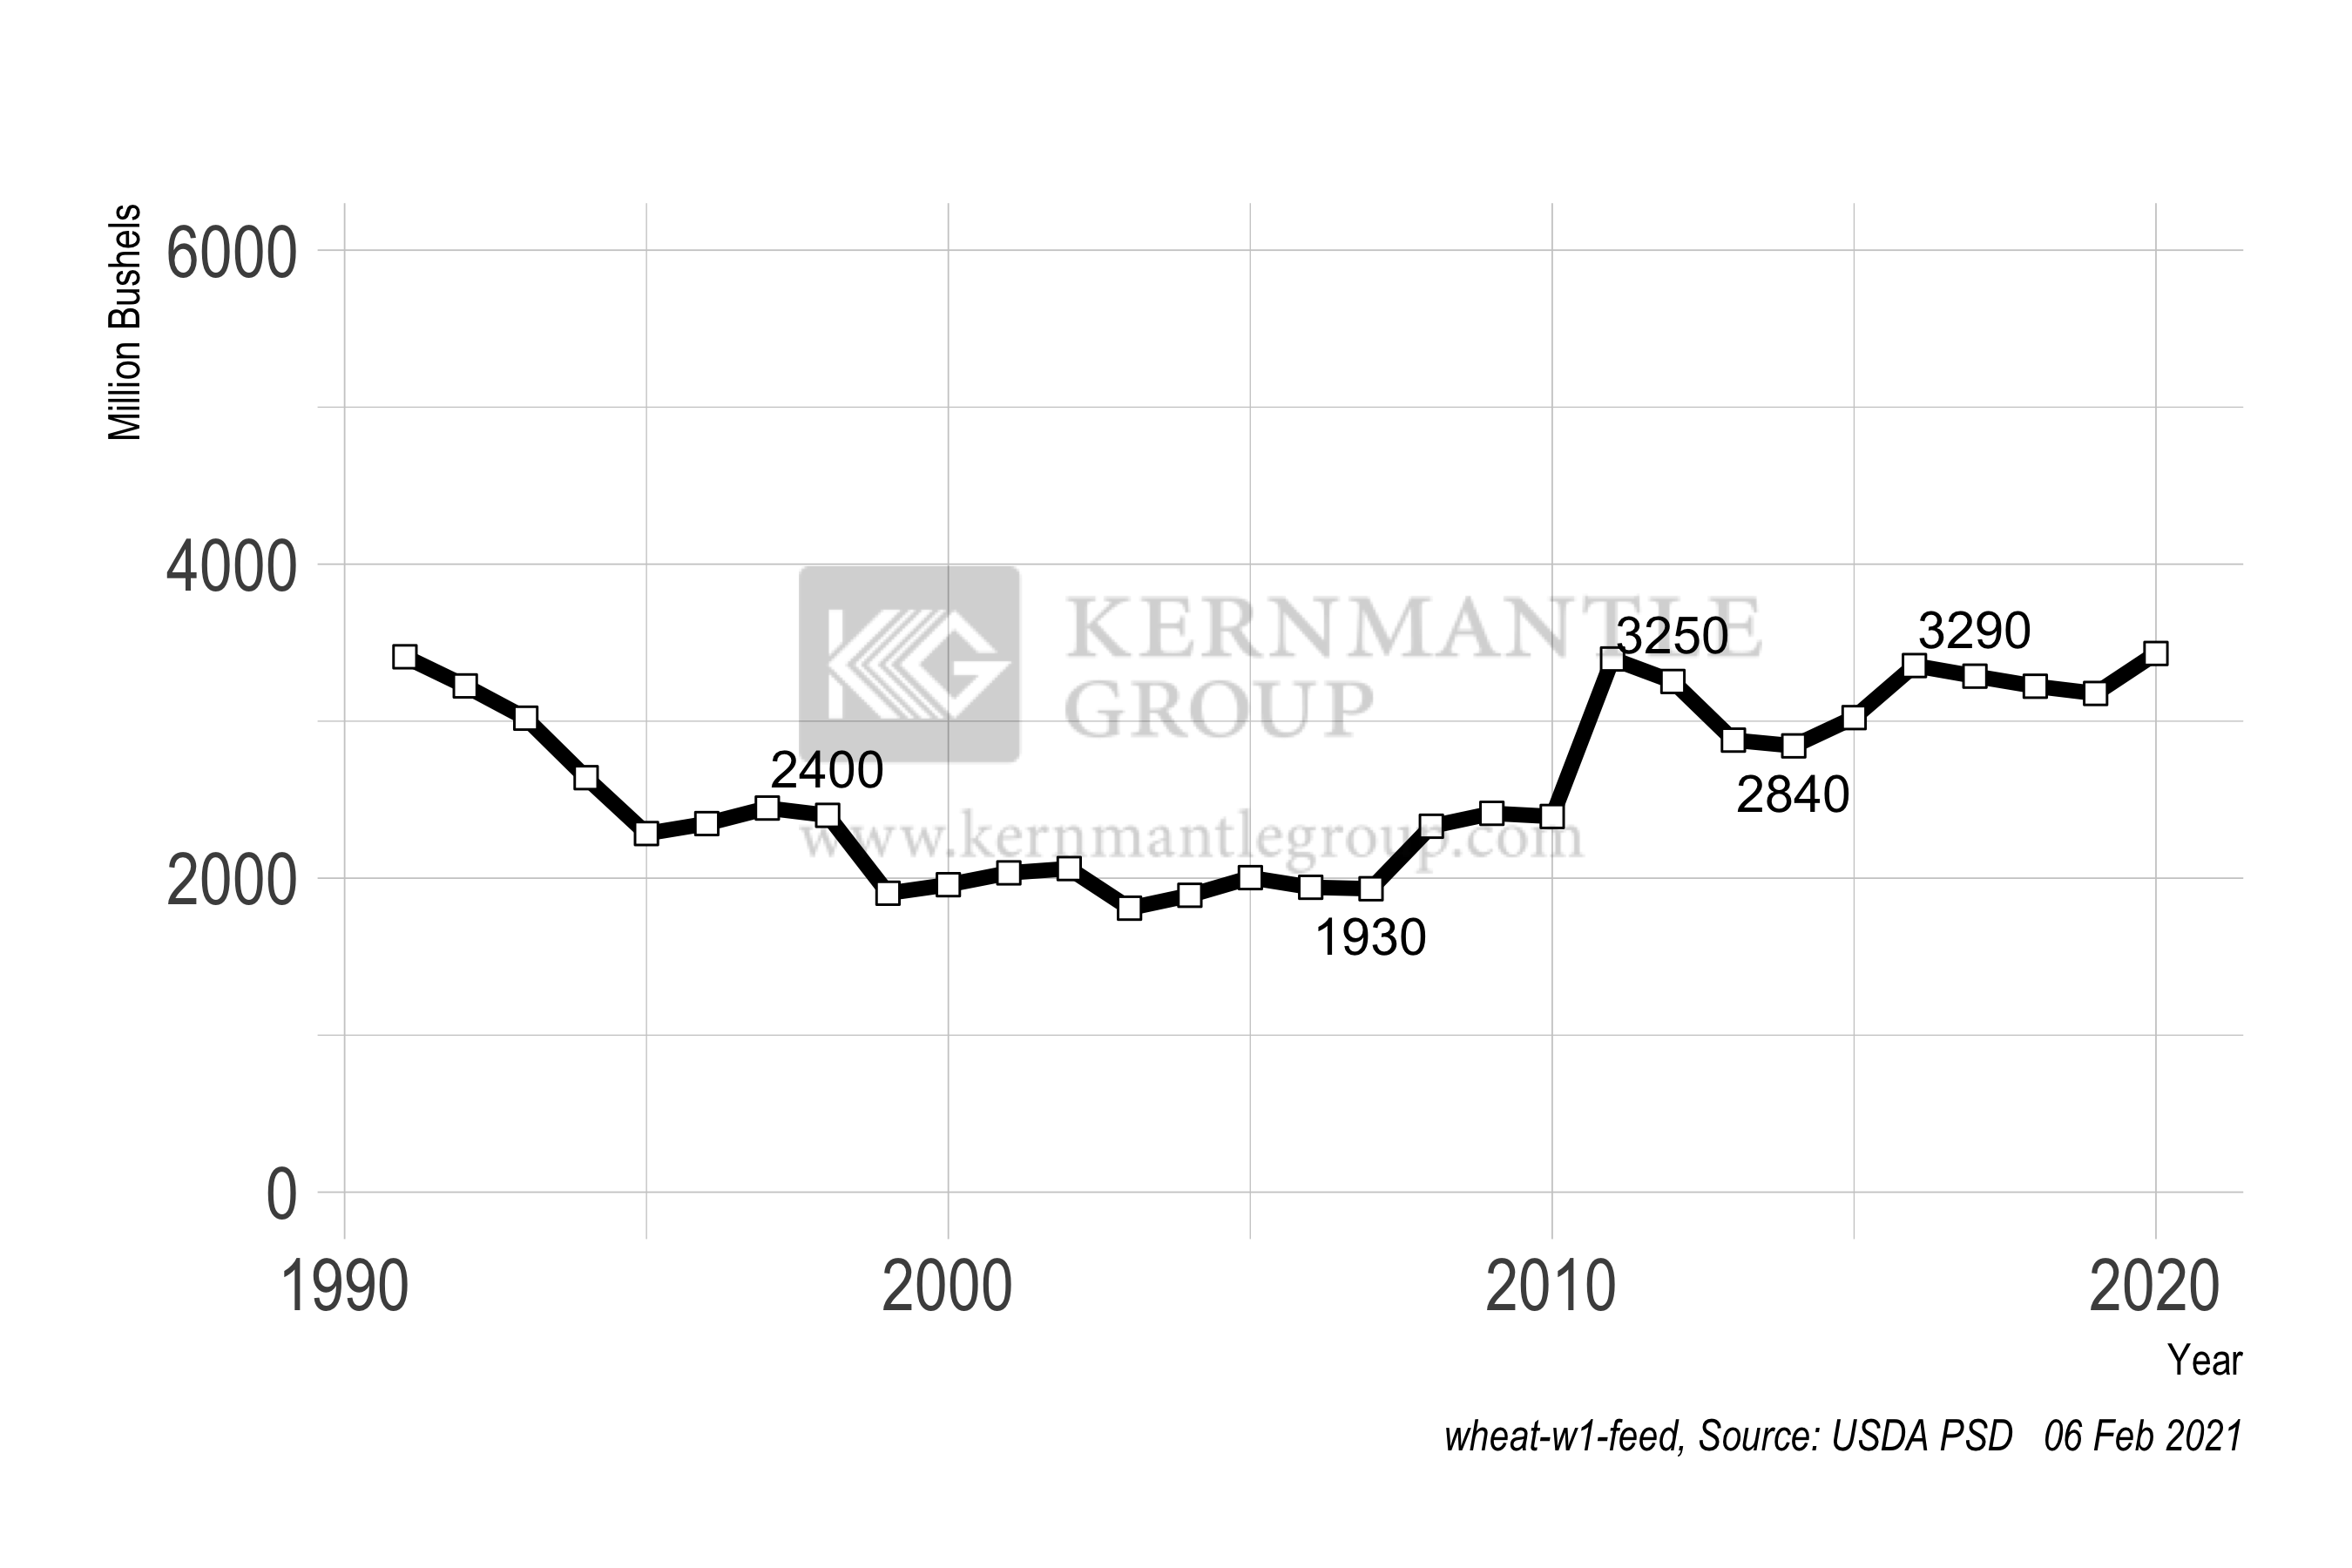 Million Bushels
6000
4000
2000
0
KG KERNMANTLE
GROUP
www.kernmantlegroup.com
2400
1930
3250
2840
3290
1990 2000 2010 2020
Year
wheat-w1-feed, Source: USDA PSD 06 Feb 2021